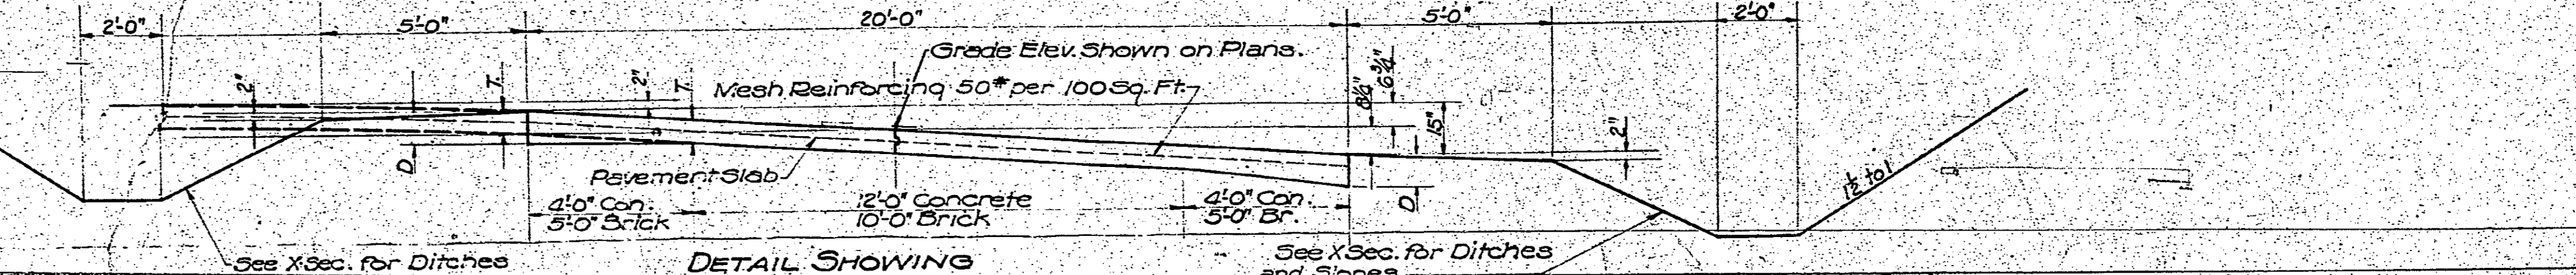 2'-0"
5'-0"
20'-0"
5'-0"
2'-0"
Grade Elev. Shown on Plans.
Mesh Reinforcing 50# per 100 Sq. Ft.
2"
T.
2"
T
8¼"
6¾"
15"
2"
D
D
Pavement Slab
1½ to 1
4'-0" Con.
5'-0" Brick
12'-0" Concrete
10'-0" Brick
4'-0" Con.
5'-0" Br.
See X Sec. for Ditches
DETAIL SHOWING
See X Sec. for Ditches
and Slopes